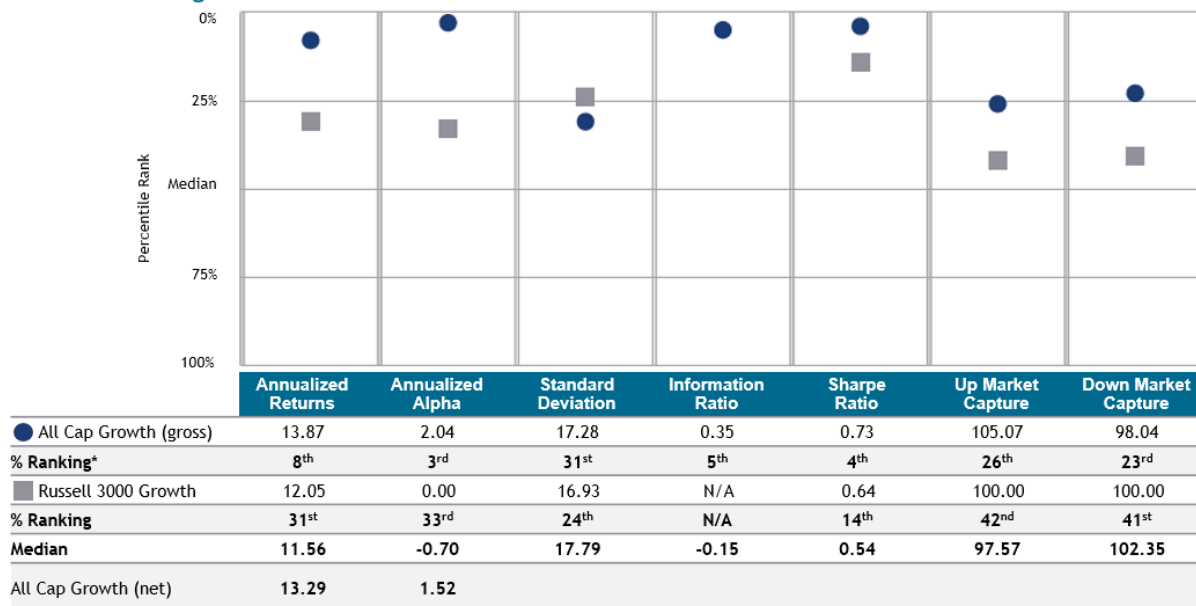 0%
25%
Median
75%
100%
Percentile Rank
Annualized Returns Annualized Alpha Standard Deviation Information Ratio Sharpe Ratio Up Market Capture Down Market Capture
All Cap Growth (gross) 13.87 2.04 17.28 0.35 0.73 105.07 98.04
% Ranking* 8th 3rd 31st 5th 4th 26th 23rd
Russell 3000 Growth 12.05 0.00 16.93 N/A 0.64 100.00 100.00
% Ranking 31st 33rd 24th N/A 14th 42nd 41st
Median 11.56 -0.70 17.79 -0.15 0.54 97.57 102.35
All Cap Growth (net) 13.29 1.52